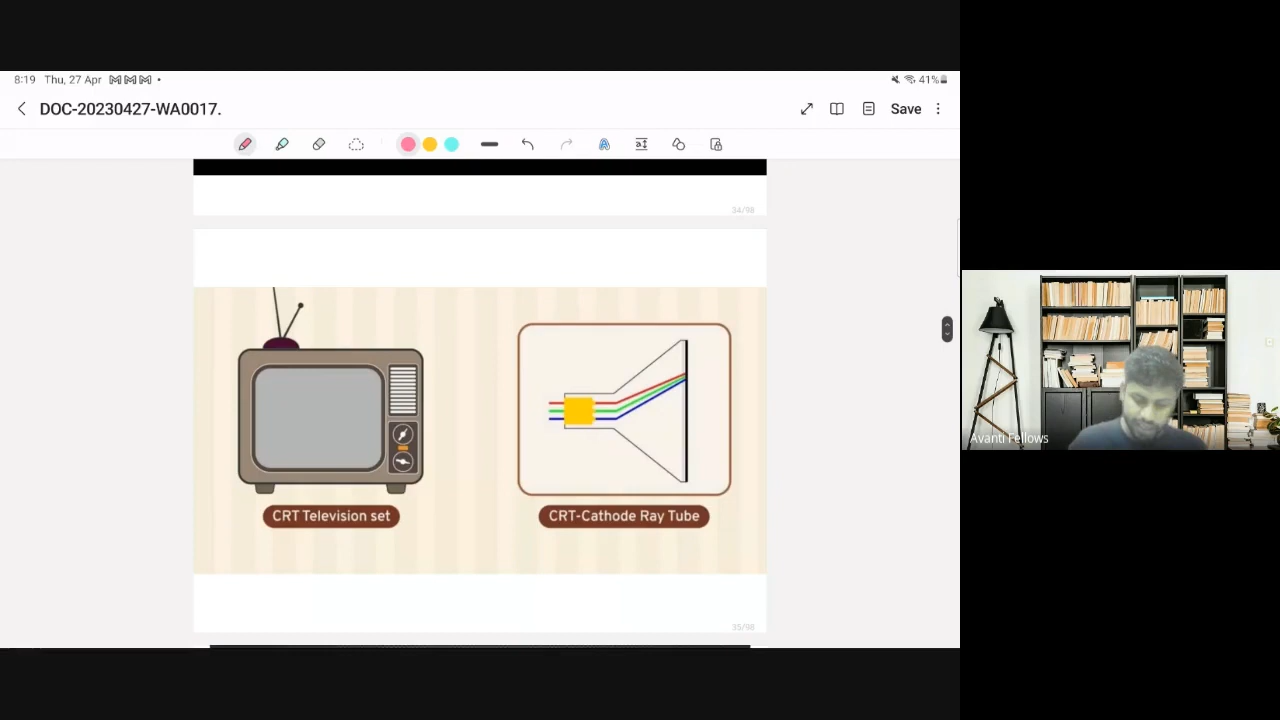 8:19 Thu, 27 Apr
41%
DOC-20230427-WA0017.
Save
34/98
CRT Television set
CRT-Cathode Ray Tube
35/98
Avanti Fellows